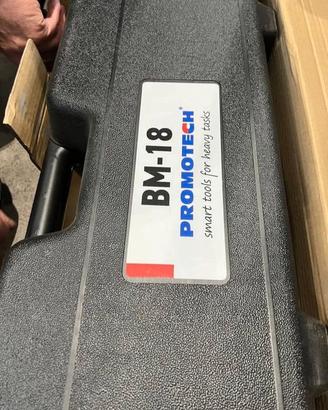 BM-18
PROMOTECH®
smart tools for heavy tasks